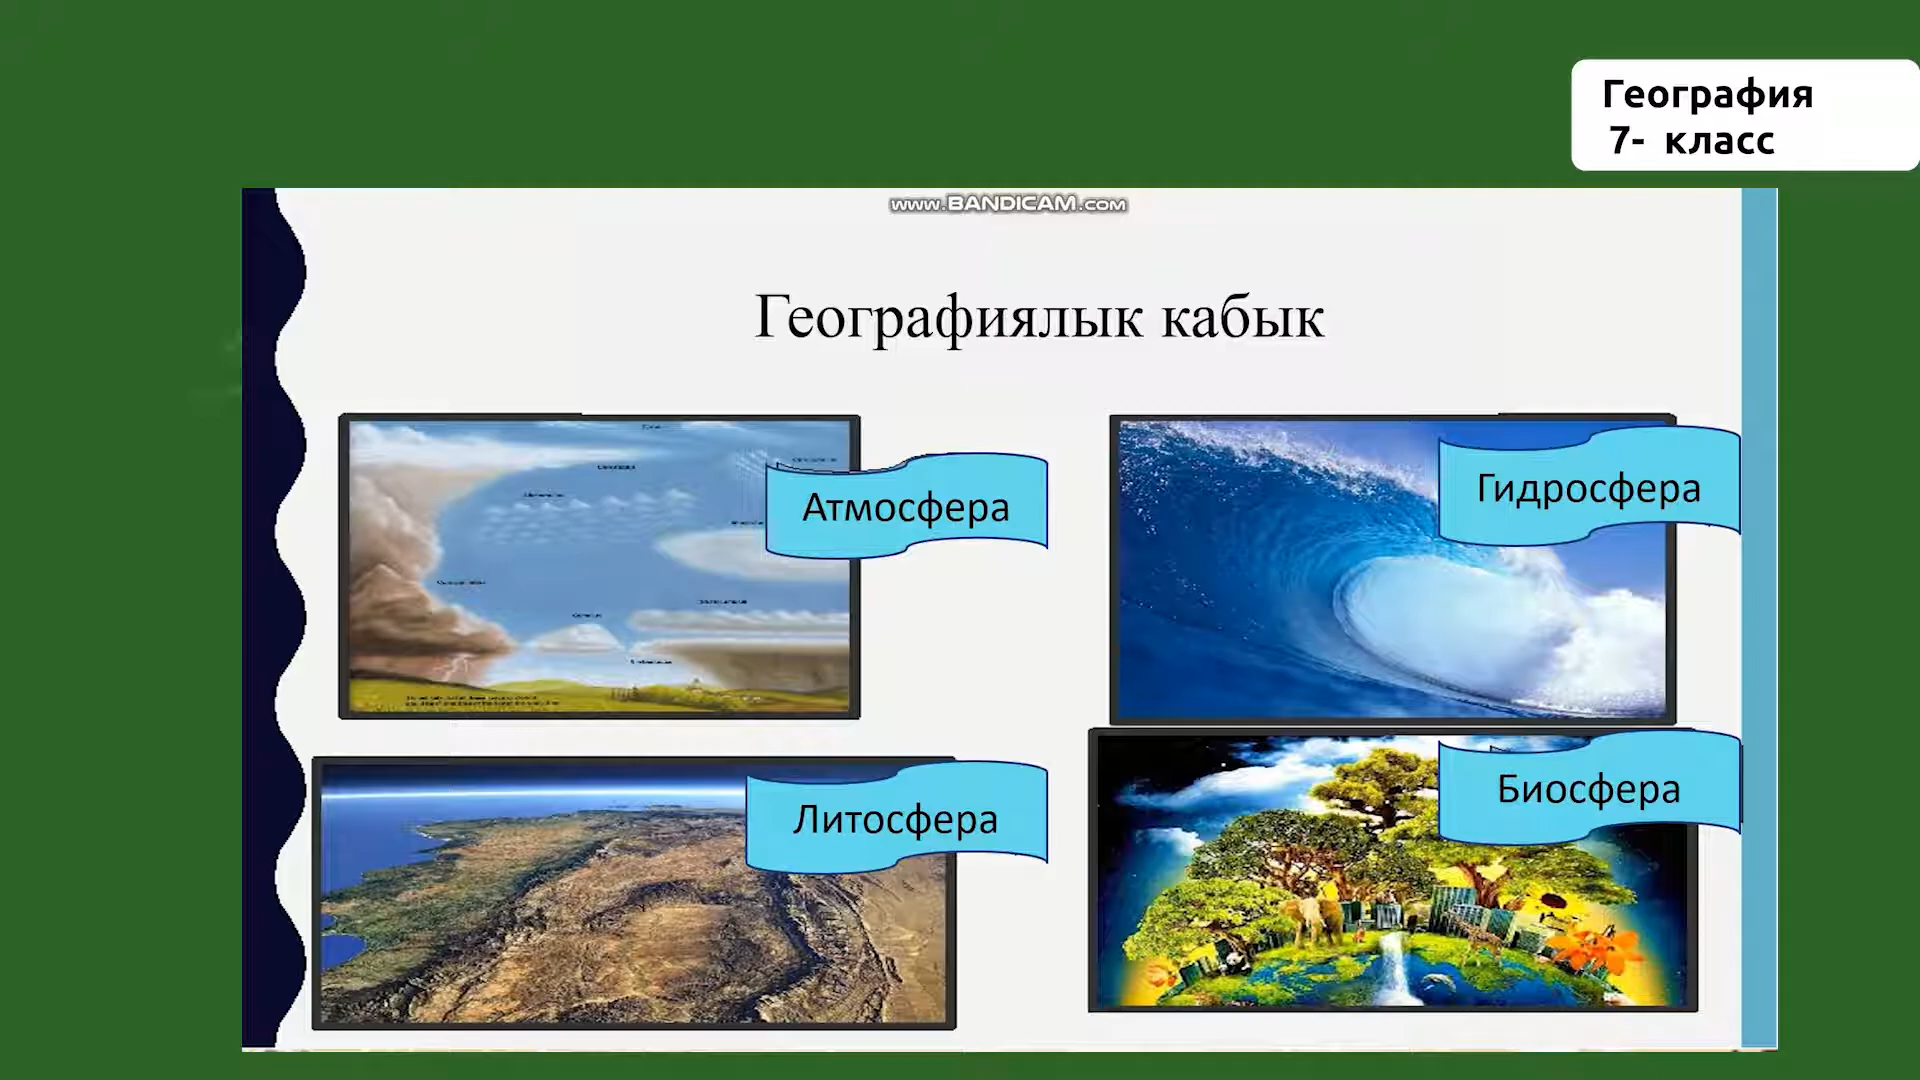 География
7- класс
www.BANDICAM.com
Географиялык кабык
Атмосфера
Гидросфера
Литосфера
Биосфера